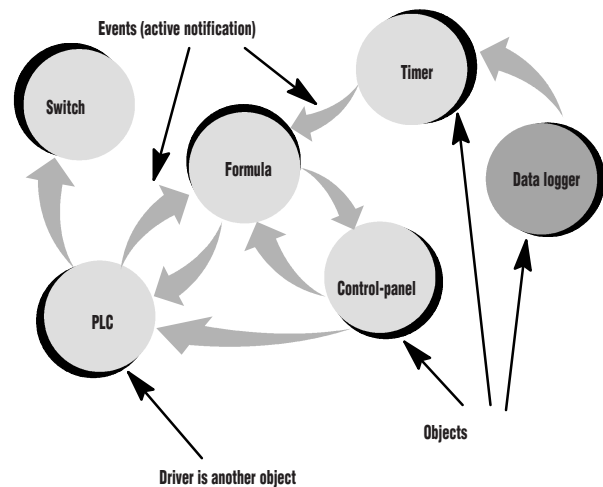 Events (active notification)
Timer
Switch
Formula
Data logger
Control-panel
PLC
Objects
Driver is another object